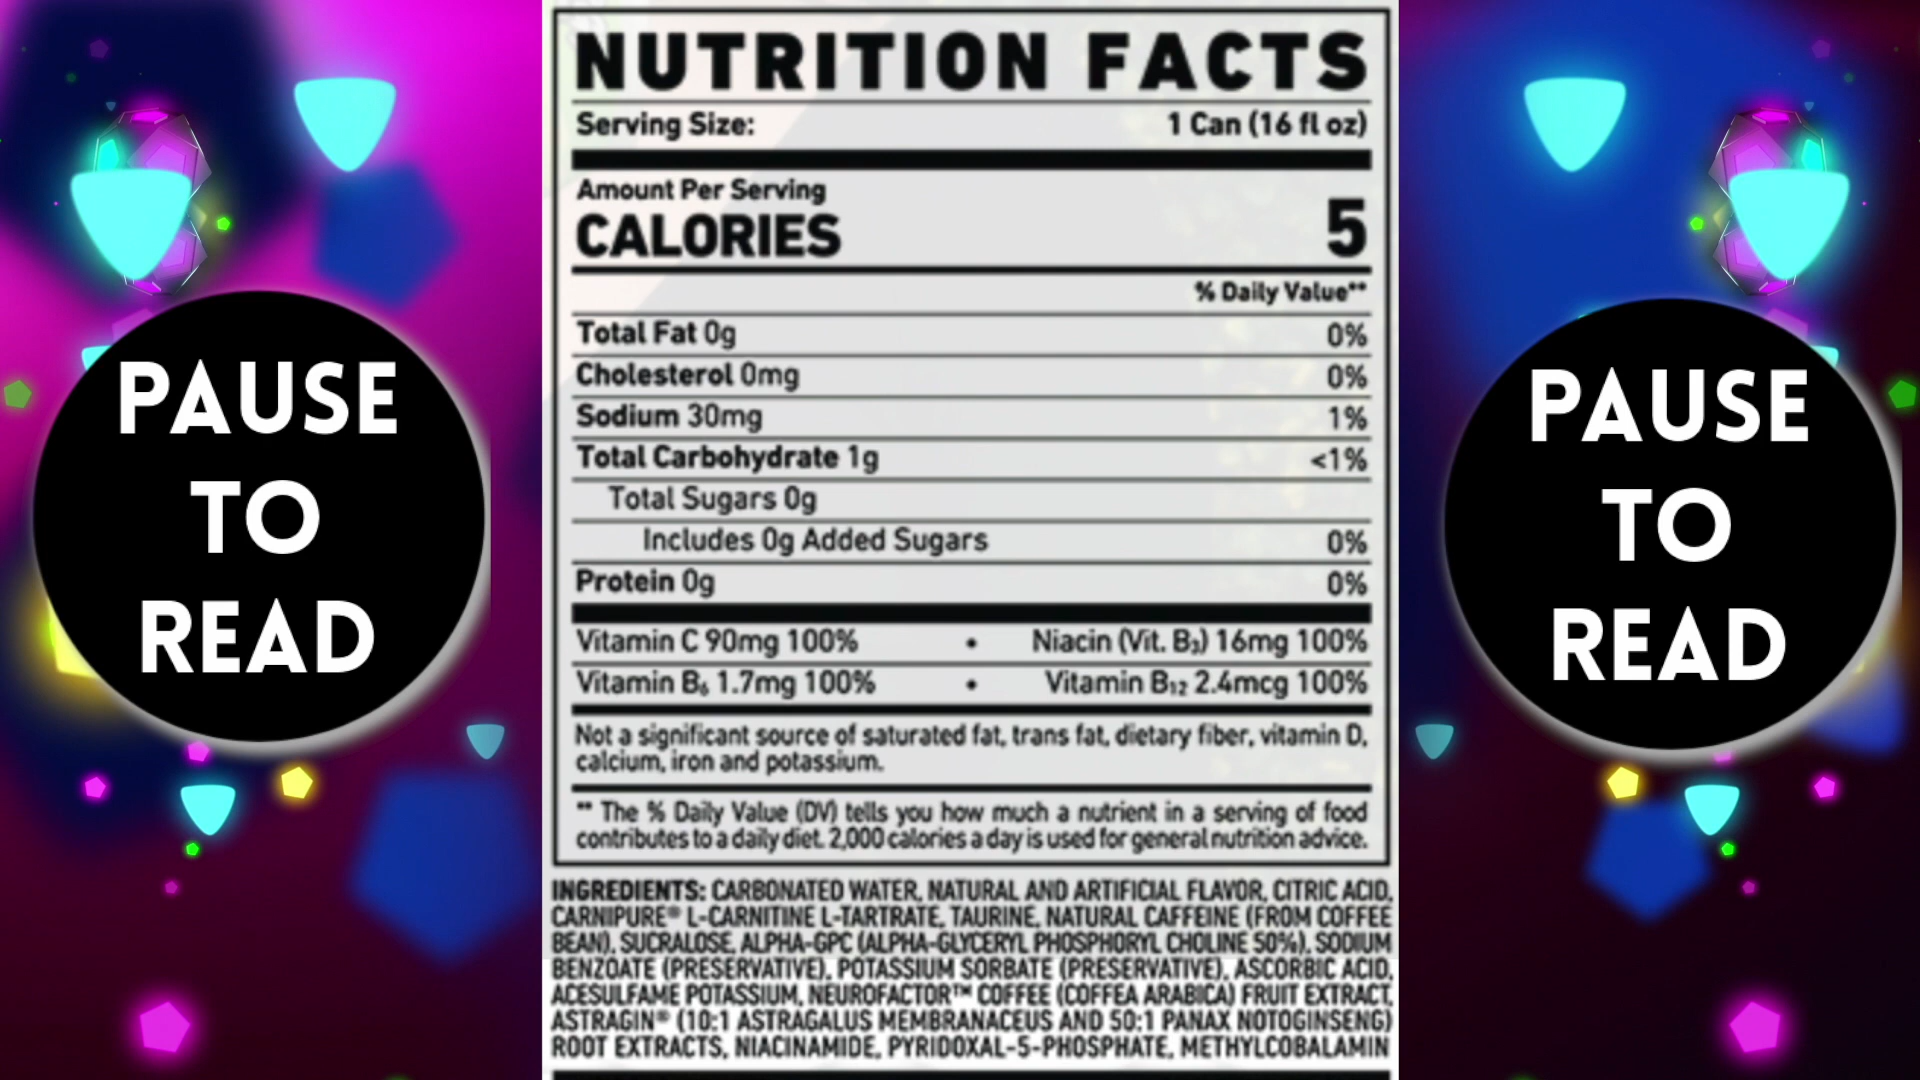 PAUSE
TO
READ
NUTRITION FACTS
Serving Size: 1 Can (16 fl oz)
Amount Per Serving
CALORIES 5
% Daily Value**
Total Fat 0g 0%
Cholesterol 0mg 0%
Sodium 30mg 1%
Total Carbohydrate 1g <1%
Total Sugars 0g
Includes 0g Added Sugars 0%
Protein 0g 0%
Vitamin C 90mg 100% • Niacin (Vit. B₃) 16mg 100%
Vitamin B₆ 1.7mg 100% • Vitamin B₁₂ 2.4mcg 100%
Not a significant source of saturated fat, trans fat, dietary fiber, vitamin D,
calcium, iron and potassium.
** The % Daily Value (DV) tells you how much a nutrient in a serving of food
contributes to a daily diet. 2,000 calories a day is used for general nutrition advice.
INGREDIENTS: CARBONATED WATER, NATURAL AND ARTIFICIAL FLAVOR, CITRIC ACID,
CARNIPURE® L-CARNITINE L-TARTRATE, TAURINE, NATURAL CAFFEINE (FROM COFFEE
BEAN), SUCRALOSE, ALPHA-GPC (ALPHA-GLYCERYL PHOSPHORYL CHOLINE 50%), SODIUM
BENZOATE (PRESERVATIVE), POTASSIUM SORBATE (PRESERVATIVE), ASCORBIC ACID,
ACESULFAME POTASSIUM, NEUROFACTOR™ COFFEE (COFFEA ARABICA) FRUIT EXTRACT,
ASTRAGIN® (10:1 ASTRAGALUS MEMBRANACEUS AND 50:1 PANAX NOTOGINSENG)
ROOT EXTRACTS, NIACINAMIDE, PYRIDOXAL-5-PHOSPHATE, METHYLCOBALAMIN
PAUSE
TO
READ